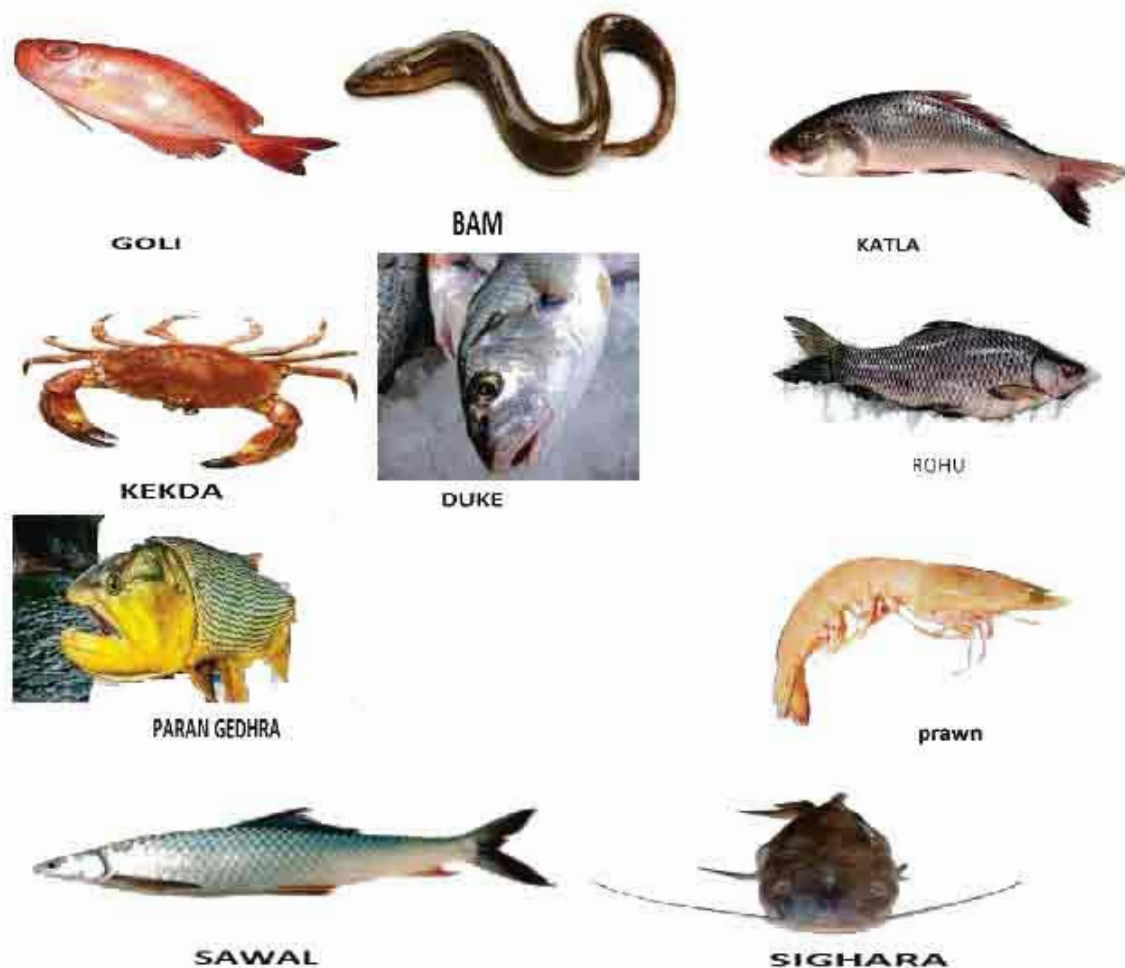 GOLI
BAM
KATLA
KEKDA
DUKE
ROHU
PARAN GEDHRA
prawn
SAWAL
SIGHARA